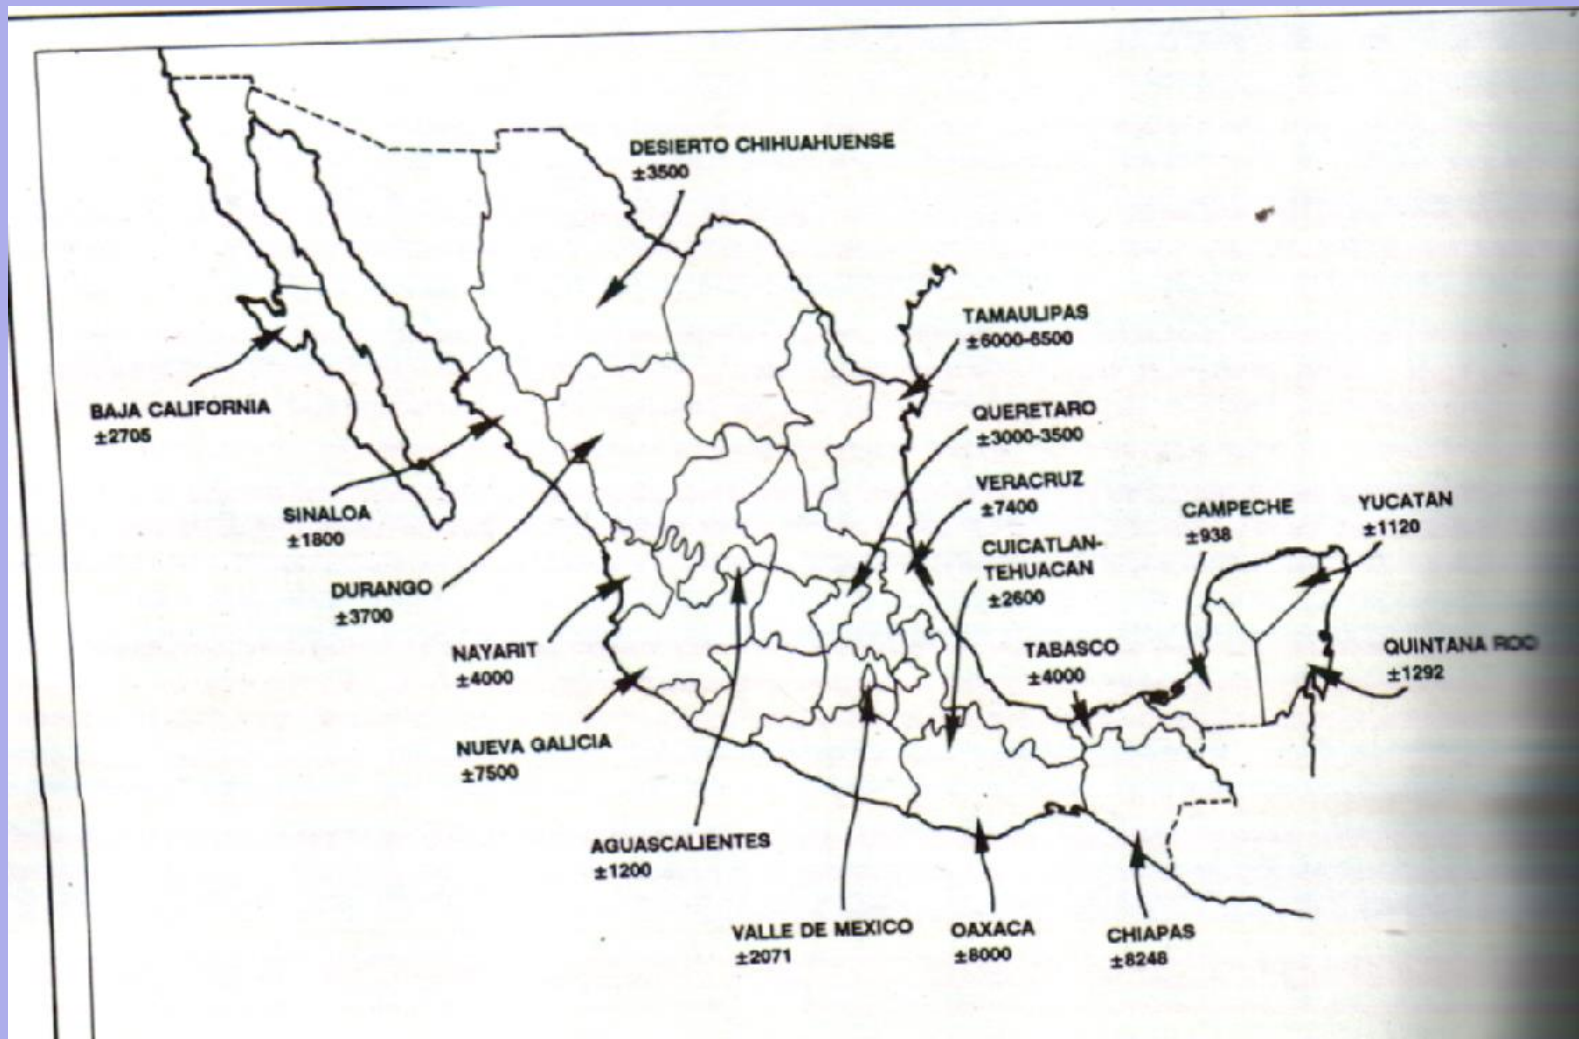 DESIERTO CHIHUAHUENSE
±3500
TAMAULIPAS
±6000-6500
BAJA CALIFORNIA
±2705
QUERETARO
±3000-3500
SINALOA
±1800
VERACRUZ
±7400
CAMPECHE
±938
YUCATAN
±1120
DURANGO
±3700
CUICATLAN-
TEHUACAN
±2600
NAYARIT
±4000
TABASCO
±4000
QUINTANA ROO
±1292
NUEVA GALICIA
±7500
AGUASCALIENTES
±1200
VALLE DE MEXICO
±2071
OAXACA
±8000
CHIAPAS
±8248